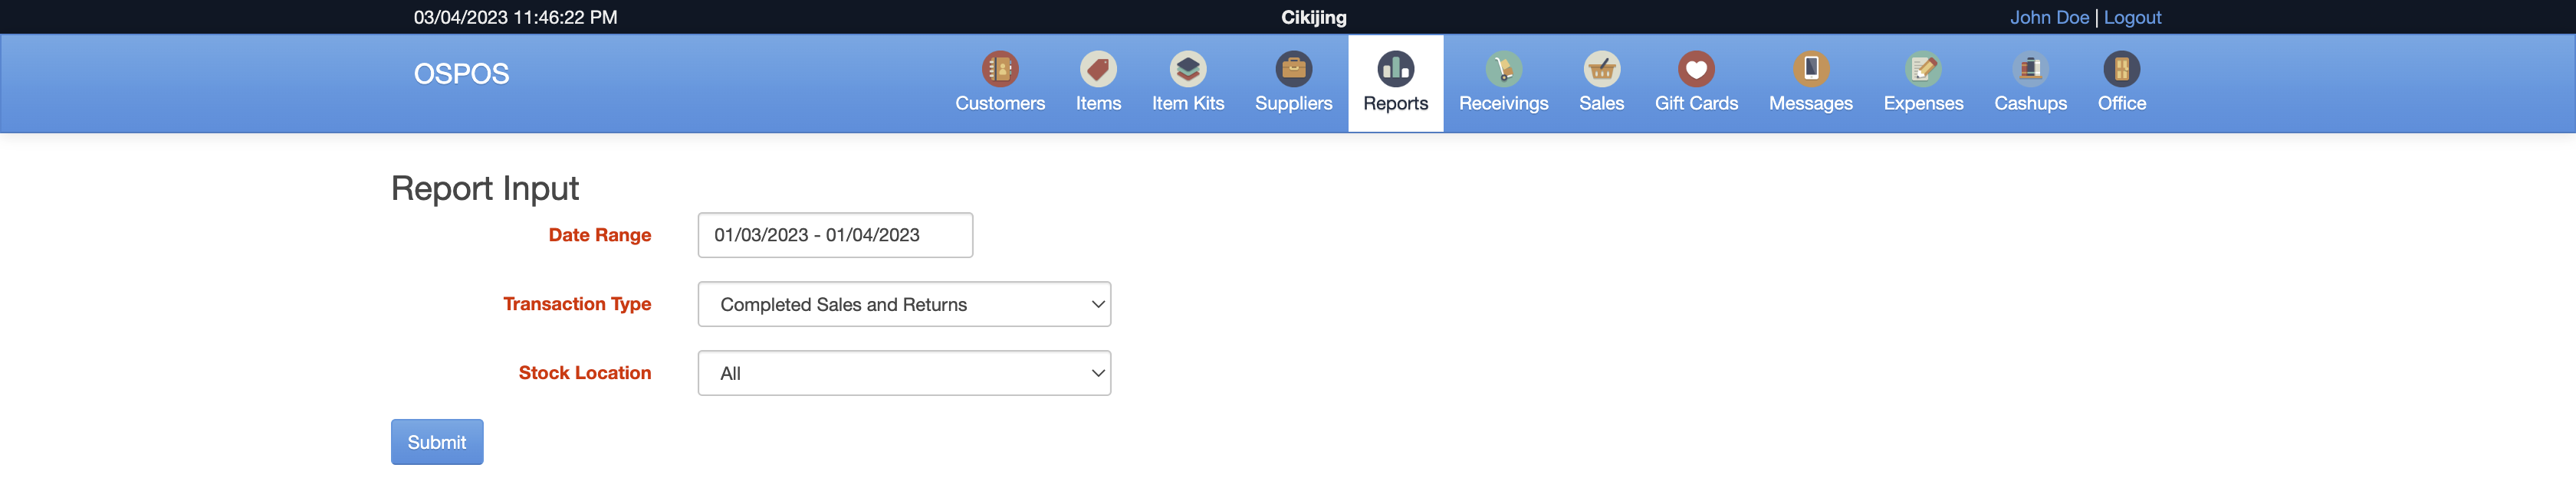 03/04/2023 11:46:22 PM Cikijing John Doe | Logout
OSPOS
Customers Items Item Kits Suppliers Reports Receivings Sales Gift Cards Messages Expenses Cashups Office
Report Input
Date Range 01/03/2023 - 01/04/2023
Transaction Type Completed Sales and Returns
Stock Location All
Submit